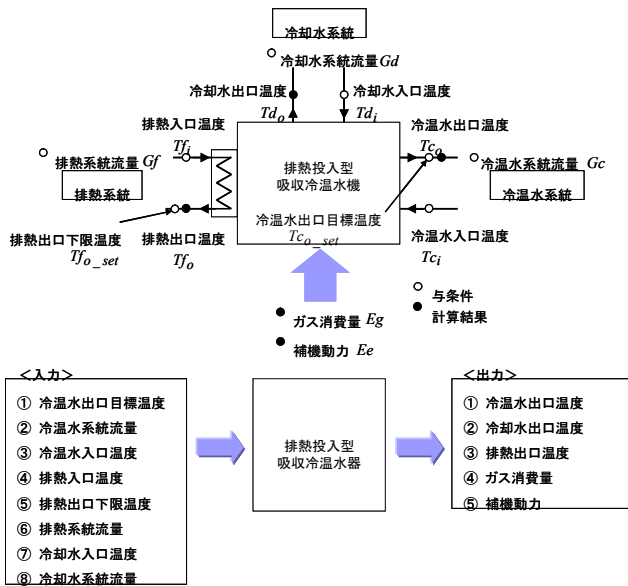 冷却水系統
冷却水系統流量Gd
冷却水出口温度
Tdo
冷却水入口温度
Tdi
排熱入口温度
Tfi
排熱系統流量 Gf
排熱系統
排熱出口下限温度
Tfo_set
排熱出口温度
Tfo
排熱投入型
吸収冷温水機
冷温水出口目標温度
Tco_set
冷温水出口温度
Tco
冷温水系統流量 Gc
冷温水系統
冷温水入口温度
Tci
○ 与条件
● 計算結果
● ガス消費量 Eg
● 補機動力 Ee
<入力>
① 冷温水出口目標温度
② 冷温水系統流量
③ 冷温水入口温度
④ 排熱入口温度
⑤ 排熱出口下限温度
⑥ 排熱系統流量
⑦ 冷却水入口温度
⑧ 冷却水系統流量
排熱投入型
吸収冷温水器
<出力>
① 冷温水出口温度
② 冷却水出口温度
③ 排熱出口温度
④ ガス消費量
⑤ 補機動力